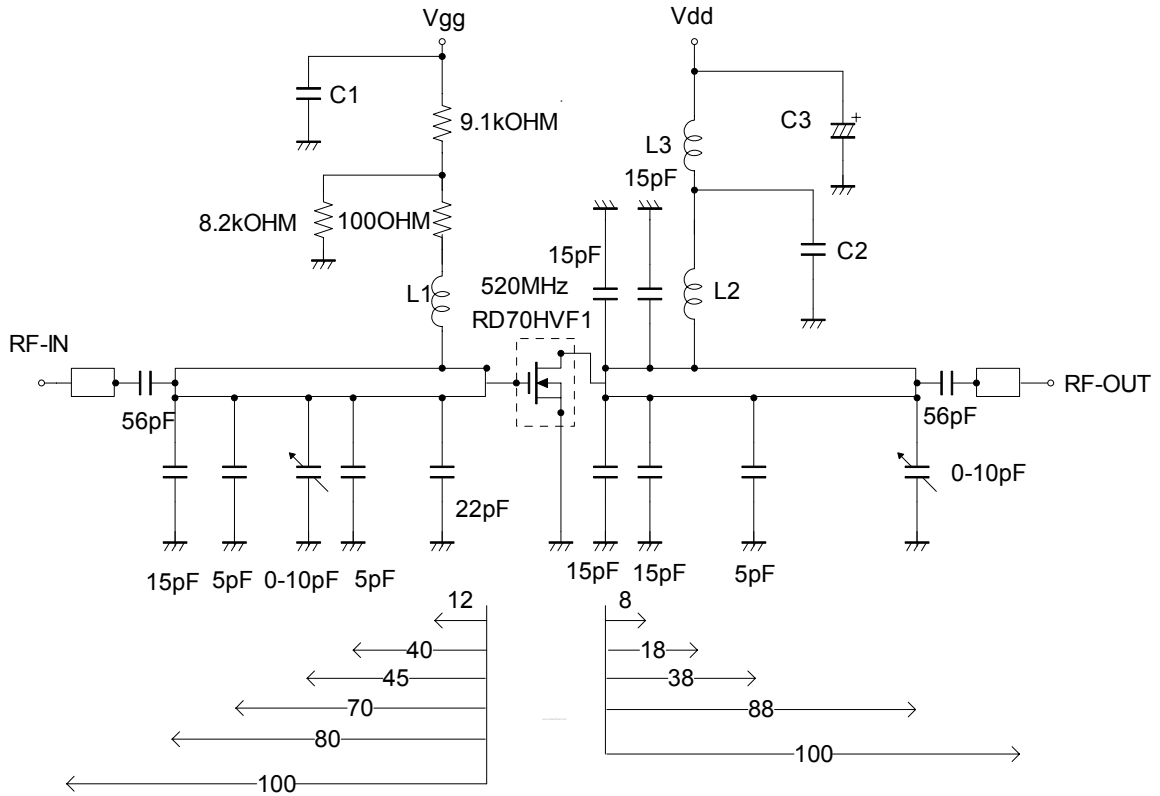 Vgg
Vdd
C1
9.1kOHM
C3
+
L3
15pF
8.2kOHM
100OHM
15pF
C2
L1
520MHz
L2
RD70HVF1
RF-IN
RF-OUT
56pF
56pF
0-10pF
22pF
15pF
5pF
0-10pF
5pF
15pF
15pF
5pF
12
8
40
18
45
38
70
88
80
100
100